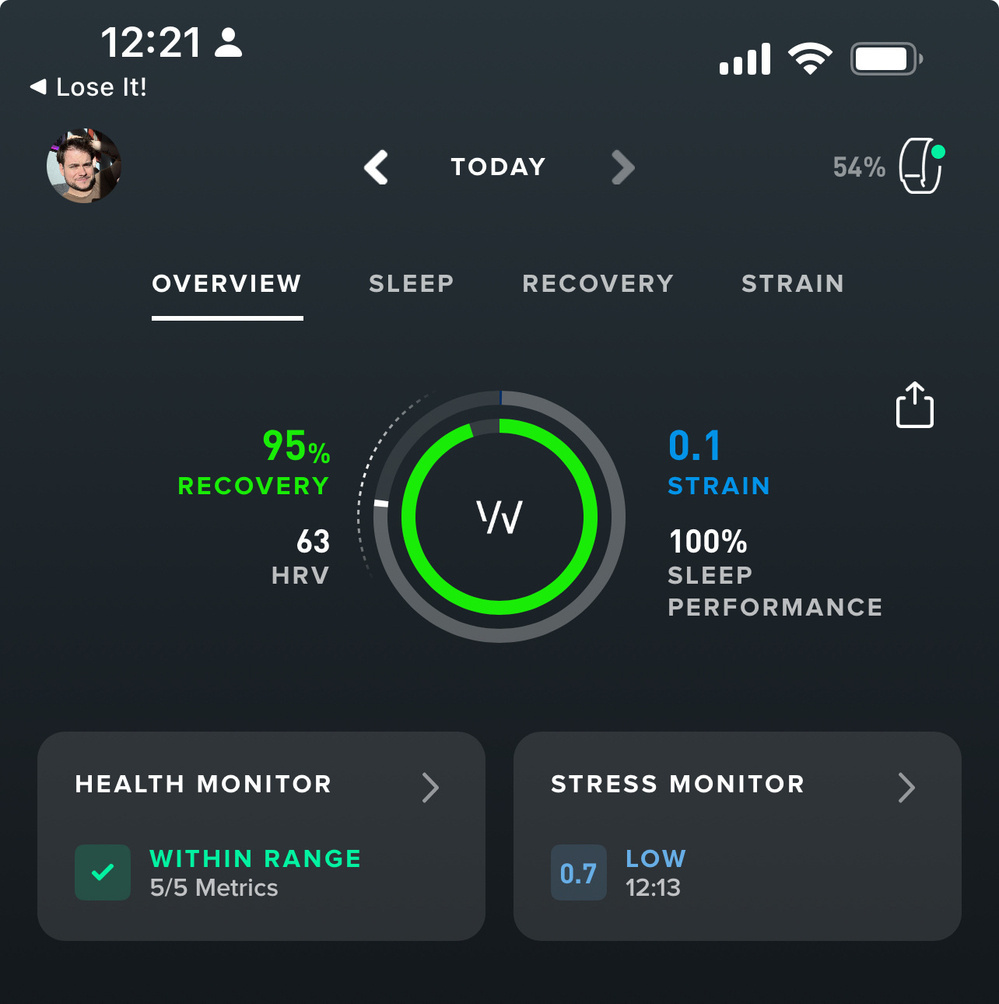 12:21
Lose It!
TODAY
54%
OVERVIEW SLEEP RECOVERY STRAIN
95%
RECOVERY
63
HRV
0.1
STRAIN
100%
SLEEP
PERFORMANCE
HEALTH MONITOR
WITHIN RANGE
5/5 Metrics
STRESS MONITOR
0.7
LOW
12:13